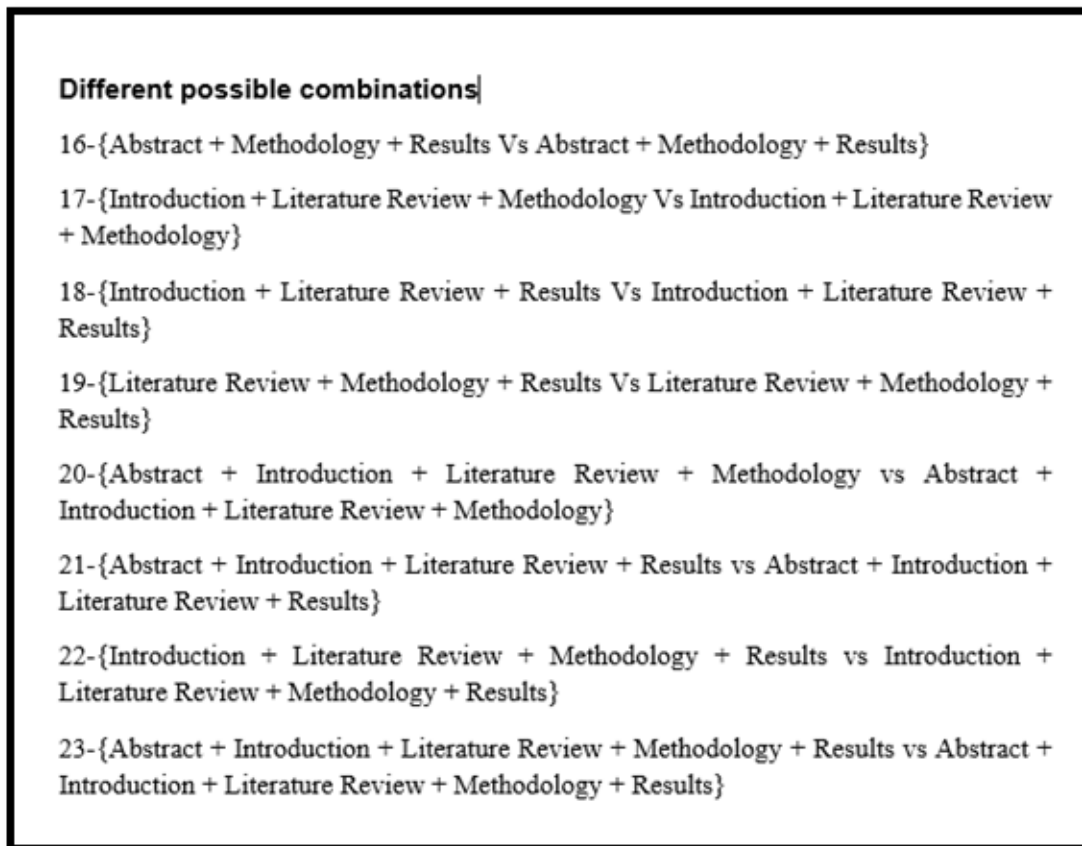 Different possible combinations
16-{Abstract + Methodology + Results Vs Abstract + Methodology + Results}
17-{Introduction + Literature Review + Methodology Vs Introduction + Literature Review
+ Methodology}
18-{Introduction + Literature Review + Results Vs Introduction + Literature Review +
Results}
19-{Literature Review + Methodology + Results Vs Literature Review + Methodology +
Results}
20-{Abstract + Introduction + Literature Review + Methodology vs Abstract +
Introduction + Literature Review + Methodology}
21-{Abstract + Introduction + Literature Review + Results vs Abstract + Introduction +
Literature Review + Results}
22-{Introduction + Literature Review + Methodology + Results vs Introduction +
Literature Review + Methodology + Results}
23-{Abstract + Introduction + Literature Review + Methodology + Results vs Abstract +
Introduction + Literature Review + Methodology + Results}